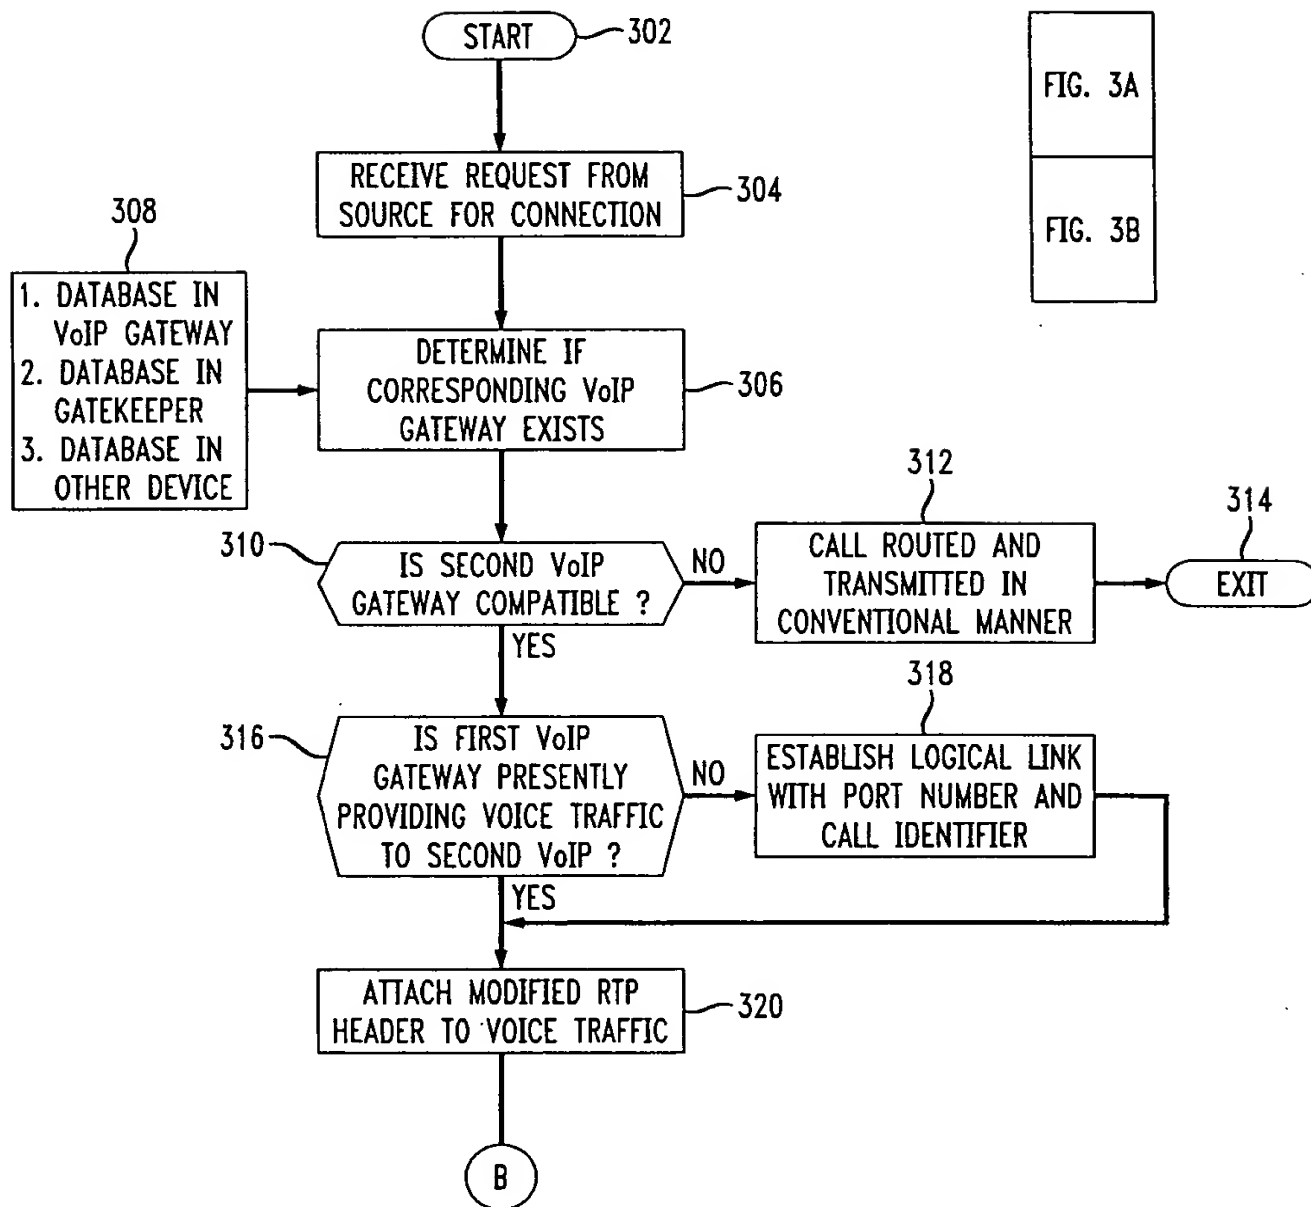 START
302
FIG. 3A
FIG. 3B
RECEIVE REQUEST FROM
SOURCE FOR CONNECTION
304
308
1. DATABASE IN
VoIP GATEWAY
2. DATABASE IN
GATEKEEPER
3. DATABASE IN
OTHER DEVICE
DETERMINE IF
CORRESPONDING VoIP
GATEWAY EXISTS
306
310
IS SECOND VoIP
GATEWAY COMPATIBLE ?
NO
YES
312
CALL ROUTED AND
TRANSMITTED IN
CONVENTIONAL MANNER
314
EXIT
316
IS FIRST VoIP
GATEWAY PRESENTLY
PROVIDING VOICE TRAFFIC
TO SECOND VoIP ?
NO
YES
318
ESTABLISH LOGICAL LINK
WITH PORT NUMBER AND
CALL IDENTIFIER
ATTACH MODIFIED RTP
HEADER TO VOICE TRAFFIC
320
B